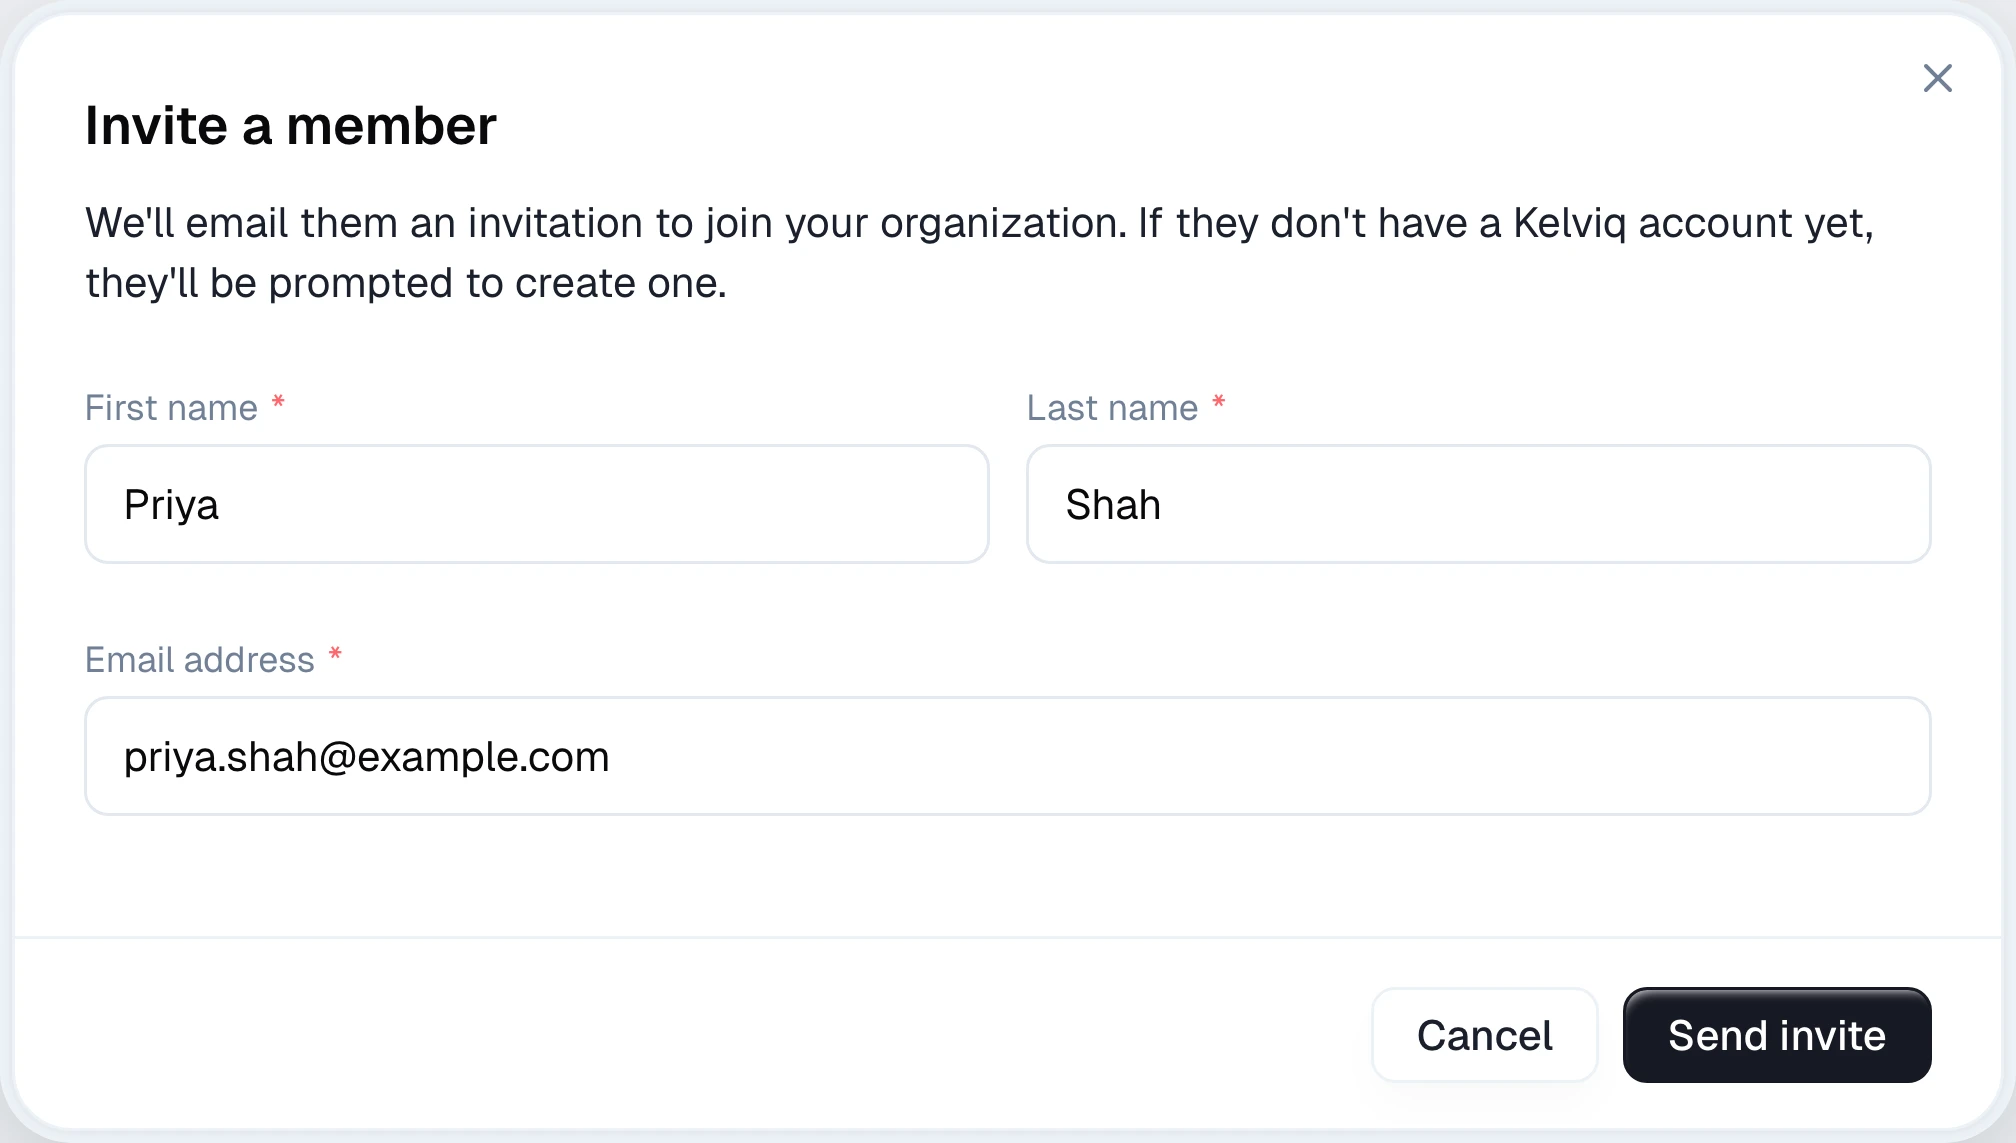 Invite a member
We'll email them an invitation to join your organization. If they don't have a Kelviq account yet,
they'll be prompted to create one.
First name *
Last name *
Priya
Shah
Email address *
priya.shah@example.com
Cancel
Send invite